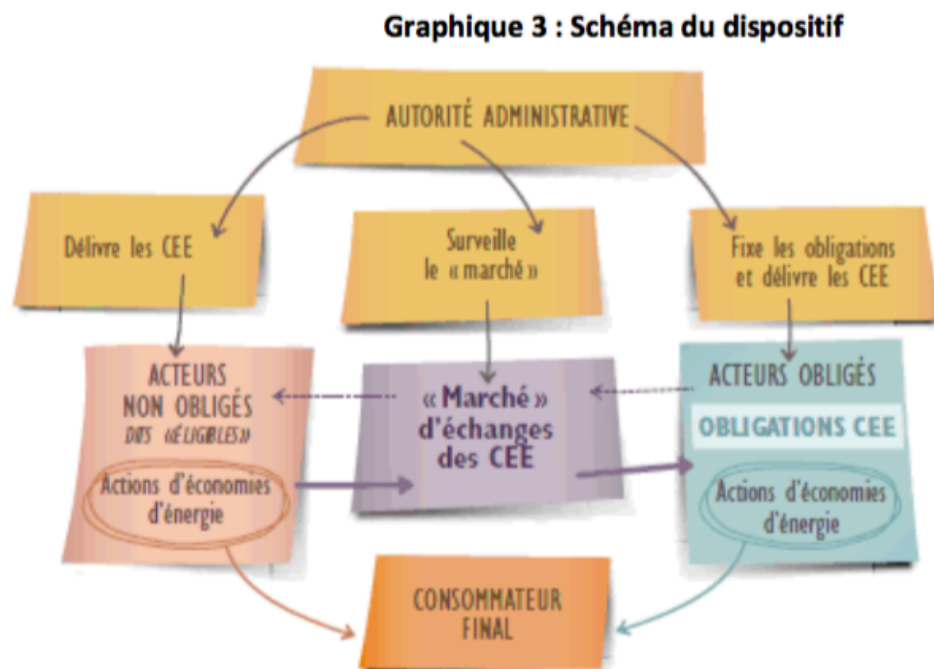 Graphique 3 : Schéma du dispositif
AUTORITÉ ADMINISTRATIVE
Délivre les CEE
Surveille
le « marché »
Fixe les obligations
et délivre les CEE
ACTEURS
NON OBLIGÉS
DITS «ÉLIGIBLES»
Actions d'économies
d'énergie
« Marché »
d'échanges
des CEE
ACTEURS OBLIGÉS
OBLIGATIONS CEE
Actions d'économies
d'énergie
CONSOMMATEUR
FINAL